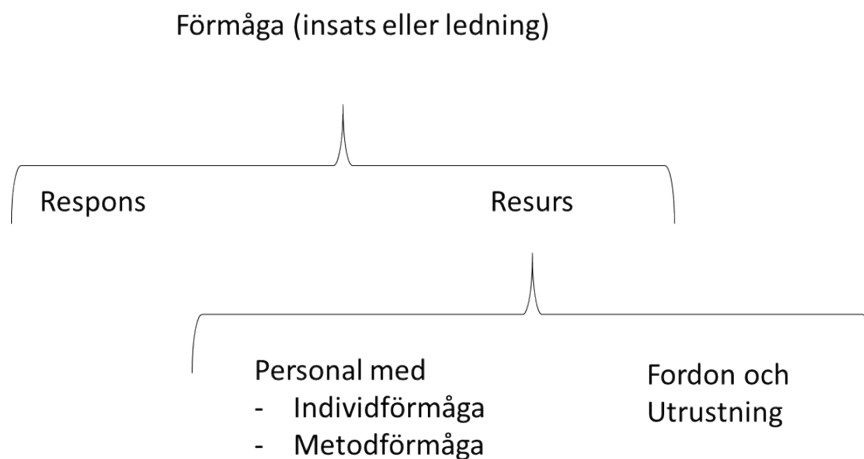 Förmåga (insats eller ledning)
Respons
Resurs
Personal med
- Individförmåga
- Metodförmåga
Fordon och
Utrustning